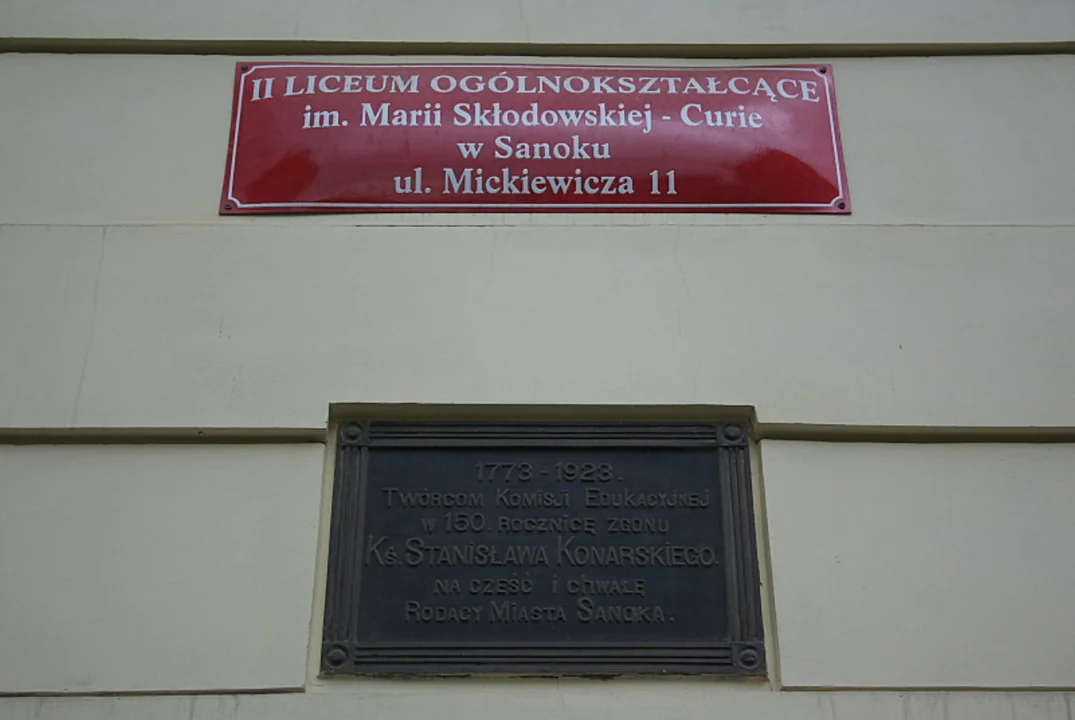 II LICEUM OGÓLNOKSZTAŁCĄCE
im. Marii Skłodowskiej - Curie
w Sanoku
ul. Mickiewicza 11
1773 - 1923.
TWÓRCOM KOMISJI EDUKACYJNEJ
W 150. ROCZNICĘ ZGONU
KŚ. STANISŁAWA KONARSKIEGO.
NA CZEŚĆ I CHWAŁĘ
RODACY MIASTA SANOKA.